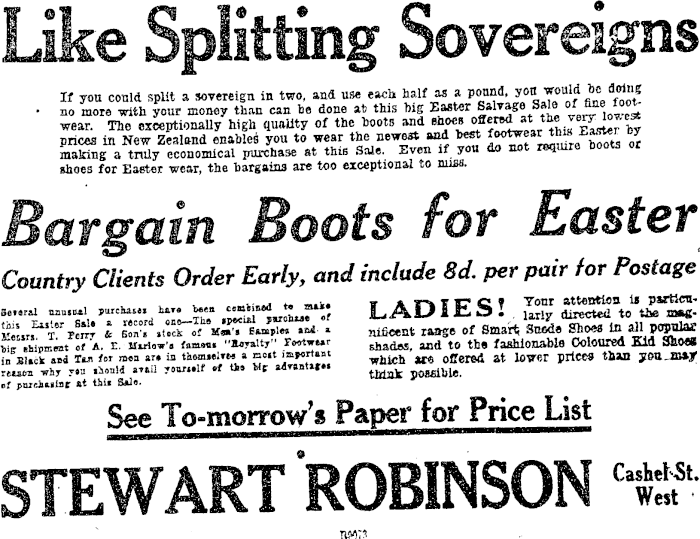 Like Splitting Sovereigns
If you could split a sovereign in two, and use each half as a pound, you would be doing
no more with your money than can be done at this big Easter Salvage Sale of fine foot-
wear. The exceptionally high quality of the boots and shoes offered at the very lowest
prices in New Zealand enables you to wear the newest and best footwear this Easter by
making a truly economical purchase at this Sale. Even if you do not require boots or
shoes for Easter wear, the bargains are too exceptional to miss.
Bargain Boots for Easter
Country Clients Order Early, and include 8d. per pair for Postage
Several unusual purchases have been combined to make
this Easter Sale a record one—The special purchase of
Messrs. T. Perry & Son's stock of Men's Samples and a
big shipment of A. E. Marlow's famous "Royalty" Footwear
in Black and Tan for men are in themselves a most important
reason why you should avail yourself of the big advantages
of purchasing at this Sale.
LADIES! Your attention is particu-
larly directed to the mag-
nificent range of Smart Suede Shoes in all popular
shades, and to the fashionable Coloured Kid Shoes
which are offered at lower prices than you may
think possible.
See To-morrow's Paper for Price List
STEWART ROBINSON
Cashel-St.
West